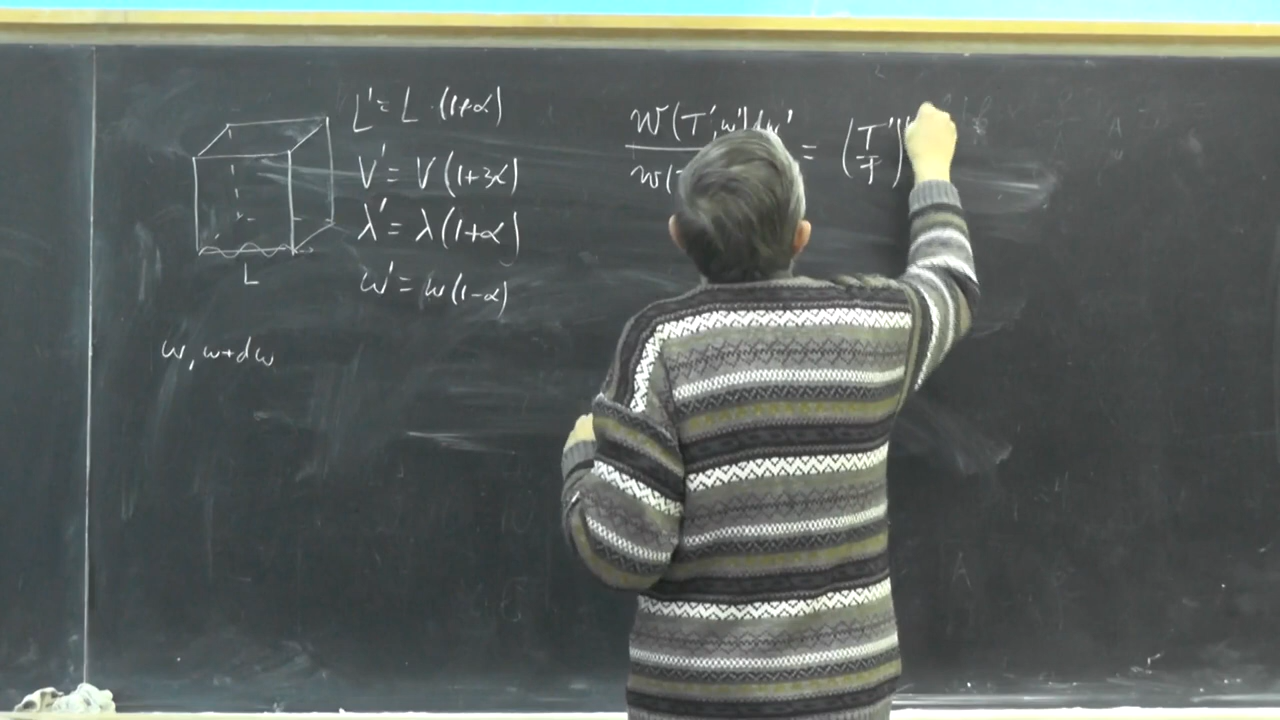 L' = L · (1+α)
V' = V (1+3α)
λ' = λ (1+α)
ω' = ω (1-α)
L
ω, ω+dω
W(T', ω')dω'
w(
= (T'/T)